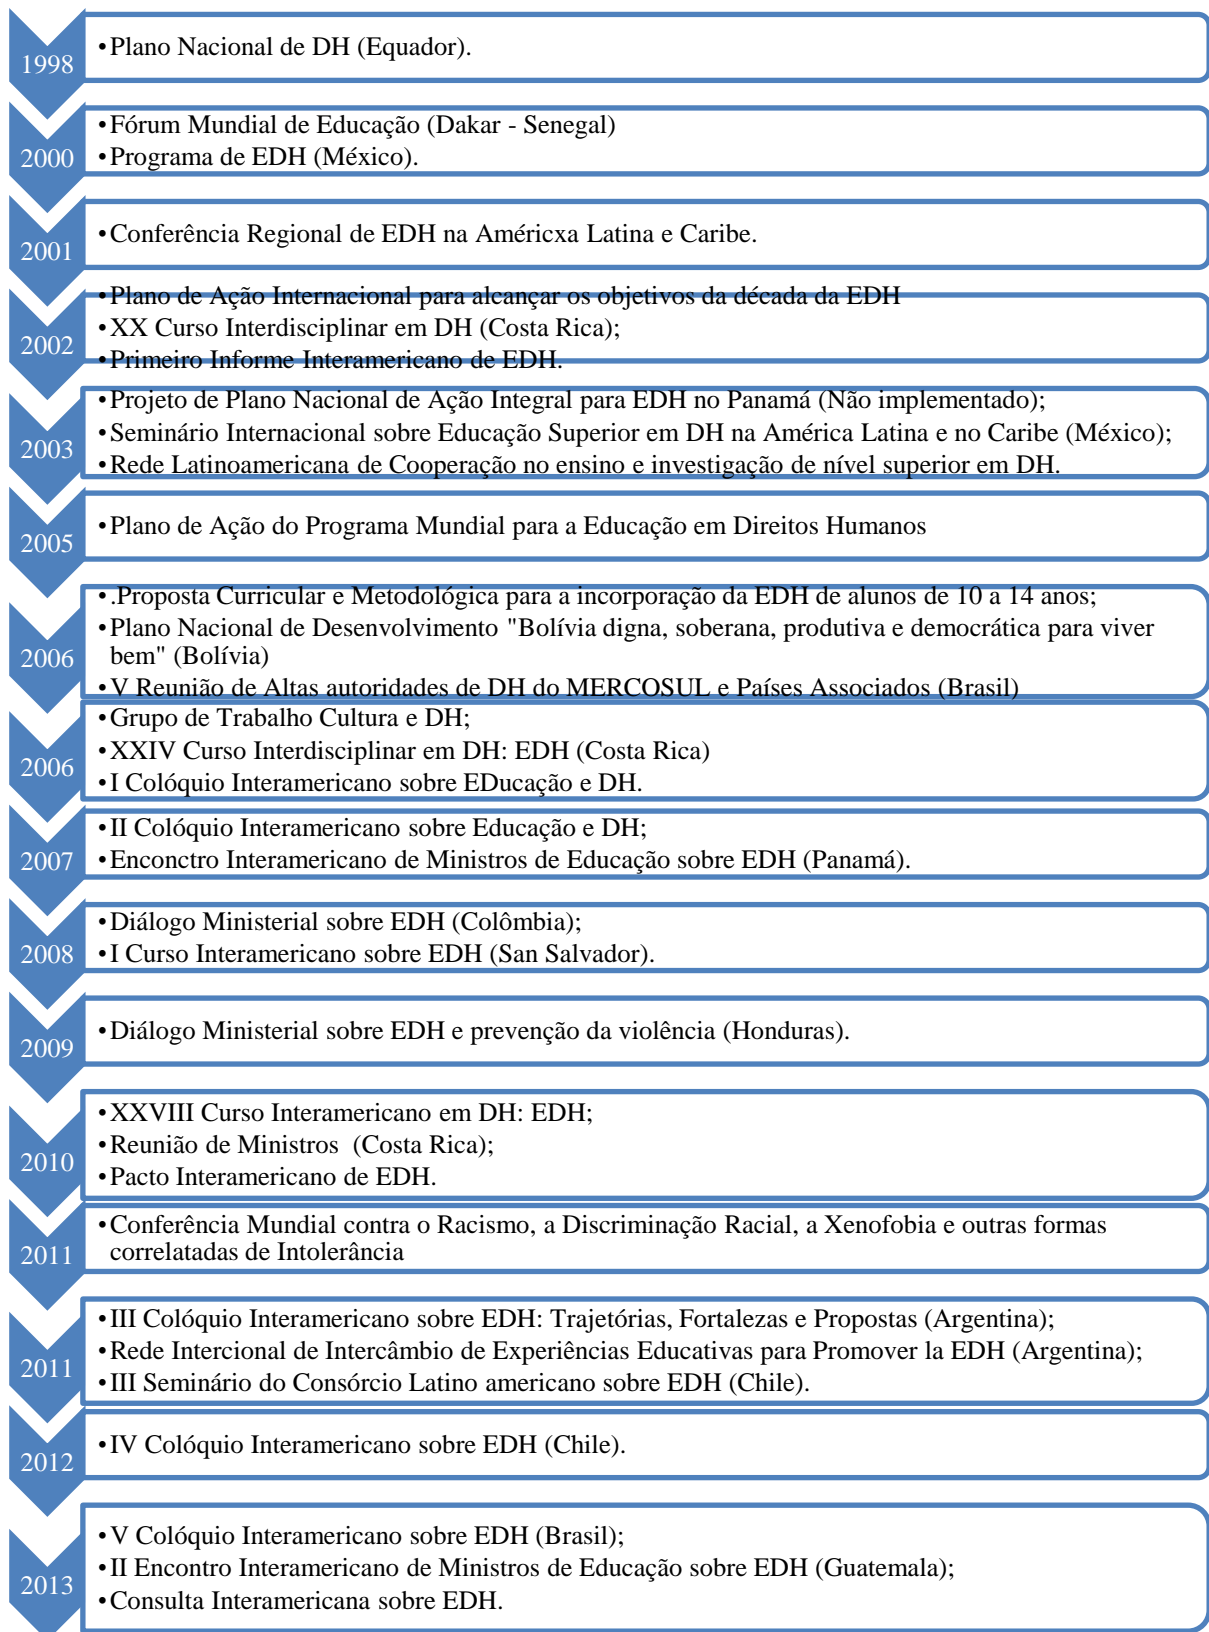 1998
•Plano Nacional de DH (Equador).
2000
•Fórum Mundial de Educação (Dakar - Senegal)
•Programa de EDH (México).
2001
•Conferência Regional de EDH na Américxa Latina e Caribe.
2002
•Plano de Ação Internacional para alcançar os objetivos da década da EDH
•XX Curso Interdisciplinar em DH (Costa Rica);
•Primeiro Informe Interamericano de EDH.
2003
•Projeto de Plano Nacional de Ação Integral para EDH no Panamá (Não implementado);
•Seminário Internacional sobre Educação Superior em DH na América Latina e no Caribe (México);
•Rede Latinoamericana de Cooperação no ensino e investigação de nível superior em DH.
2005
•Plano de Ação do Programa Mundial para a Educação em Direitos Humanos
2006
•.Proposta Curricular e Metodológica para a incorporação da EDH de alunos de 10 a 14 anos;
•Plano Nacional de Desenvolvimento "Bolívia digna, soberana, produtiva e democrática para viver
bem" (Bolívia)
•V Reunião de Altas autoridades de DH do MERCOSUL e Países Associados (Brasil)
2006
•Grupo de Trabalho Cultura e DH;
•XXIV Curso Interdisciplinar em DH: EDH (Costa Rica)
•I Colóquio Interamericano sobre EDucação e DH.
2007
•II Colóquio Interamericano sobre Educação e DH;
•Enconctro Interamericano de Ministros de Educação sobre EDH (Panamá).
2008
•Diálogo Ministerial sobre EDH (Colômbia);
•I Curso Interamericano sobre EDH (San Salvador).
2009
•Diálogo Ministerial sobre EDH e prevenção da violência (Honduras).
2010
•XXVIII Curso Interamericano em DH: EDH;
•Reunião de Ministros (Costa Rica);
•Pacto Interamericano de EDH.
2011
•Conferência Mundial contra o Racismo, a Discriminação Racial, a Xenofobia e outras formas
correlatadas de Intolerância
2011
•III Colóquio Interamericano sobre EDH: Trajetórias, Fortalezas e Propostas (Argentina);
•Rede Intercional de Intercâmbio de Experiências Educativas para Promover la EDH (Argentina);
•III Seminário do Consórcio Latino americano sobre EDH (Chile).
2012
•IV Colóquio Interamericano sobre EDH (Chile).
2013
•V Colóquio Interamericano sobre EDH (Brasil);
•II Encontro Interamericano de Ministros de Educação sobre EDH (Guatemala);
•Consulta Interamericana sobre EDH.